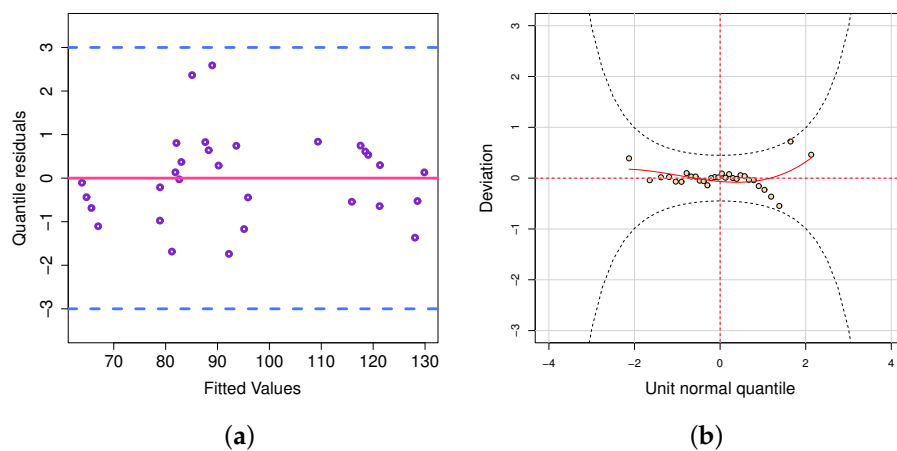 3
2
1
0
−1
−2
−3
Quantile residuals
70 80 90 100 110 120 130
Fitted Values
(a)
3
2
1
0
−1
−2
−3
Deviation
−4 −2 0 2 4
Unit normal quantile
(b)